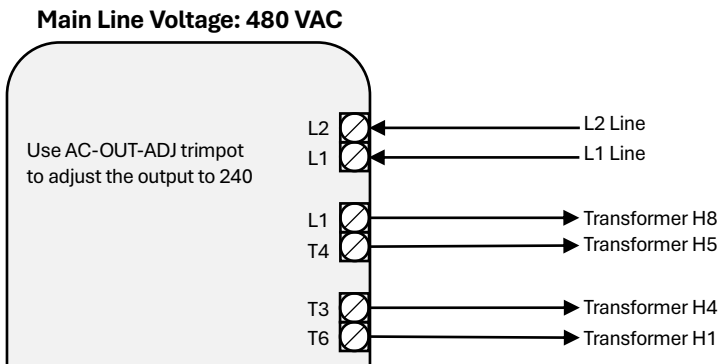 Main Line Voltage: 480 VAC
L2
L2 Line
Use AC-OUT-ADJ trimpot
to adjust the output to 240
L1
L1 Line
L1
Transformer H8
T4
Transformer H5
T3
Transformer H4
T6
Transformer H1